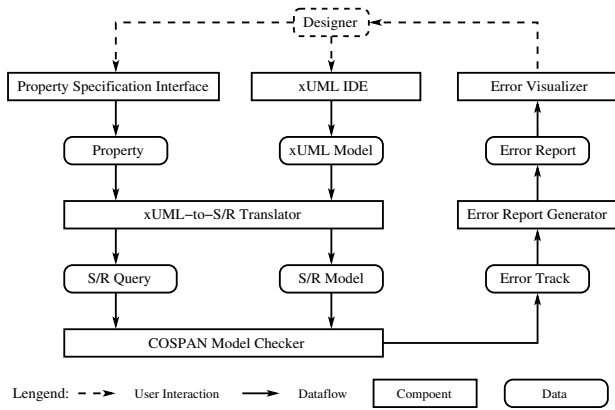 Designer
Property Specification Interface
xUML IDE
Error Visualizer
Property
xUML Model
Error Report
xUML−to−S/R Translator
Error Report Generator
S/R Query
S/R Model
Error Track
COSPAN Model Checker
Lengend: User Interaction Dataflow Compoent Data